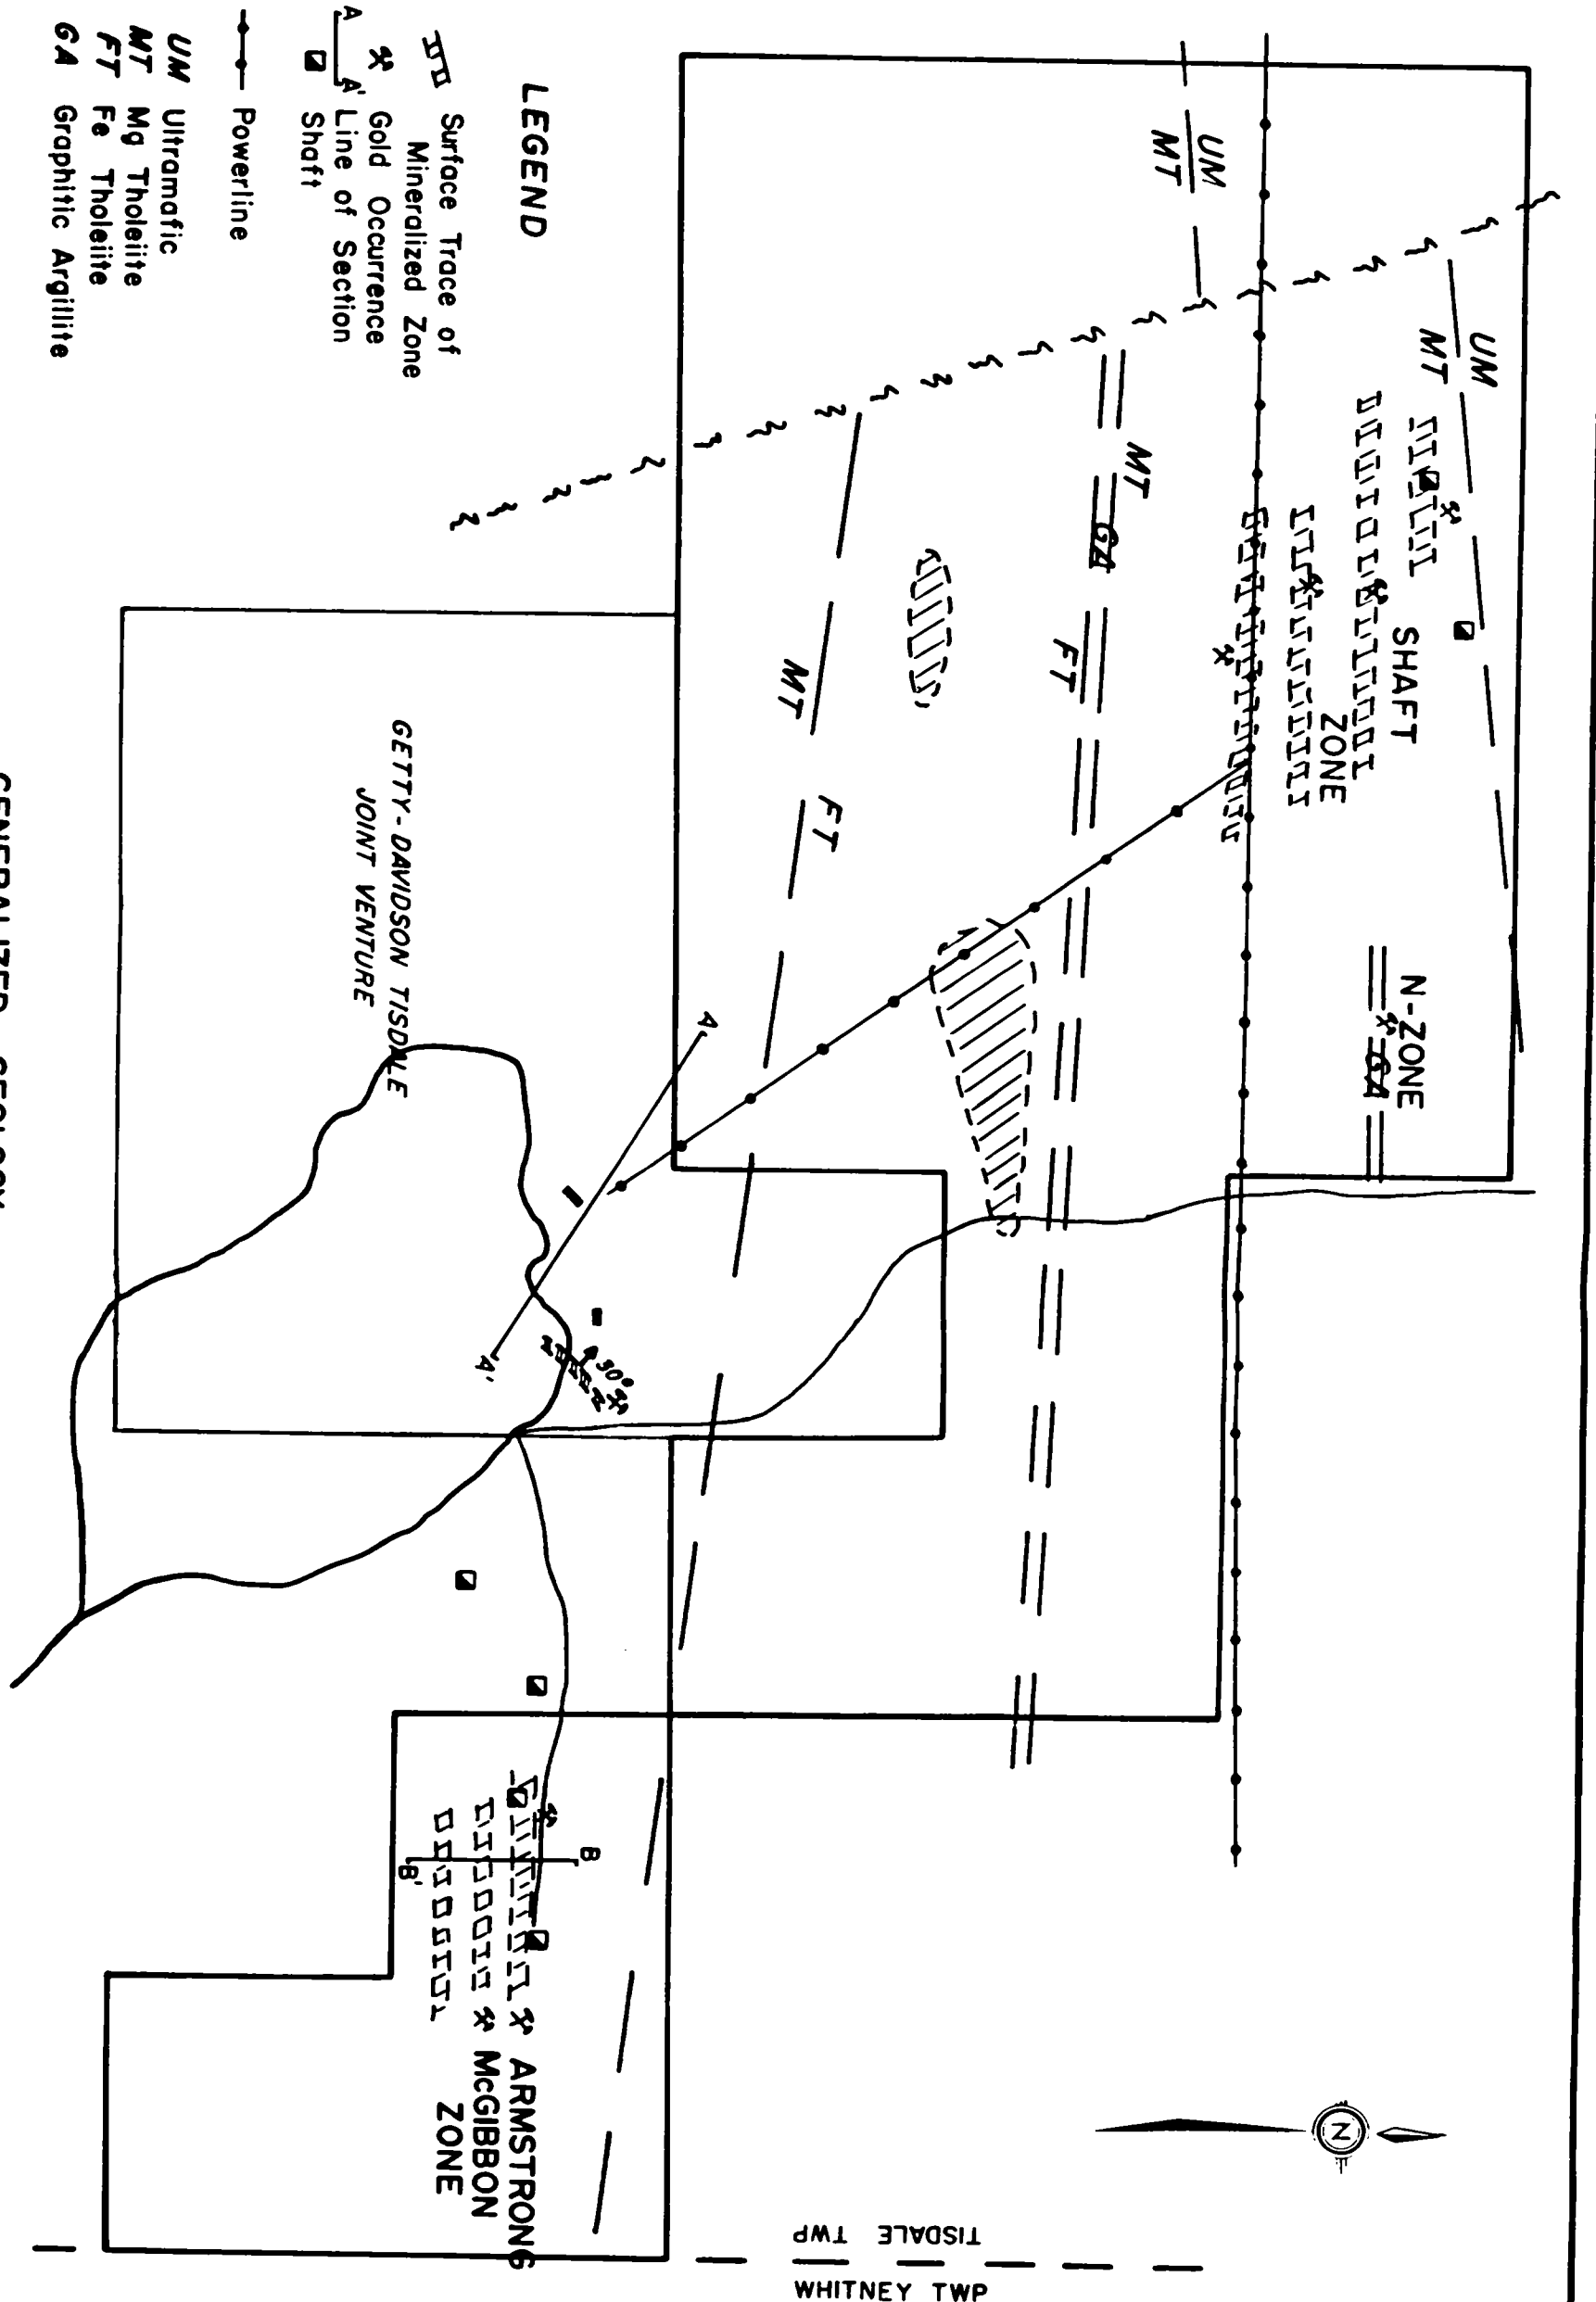 UM
MT
UM
MT
SHAFT
ZONE
N-ZONE
GA
MT
GA
FT
MT
FT
GETTY-DAVIDSON TISDALE
JOINT VENTURE
A
A'
30°
B
B'
ARMSTRONG
McGIBBON
ZONE
N
TISDALE TWP
WHITNEY TWP
LEGEND
Surface Trace of
Mineralized Zone
Gold Occurrence
A A' Line of Section
Shaft
Powerline
UM Ultramafic
MT Mg Tholeiite
FT Fe Tholeiite
GA Graphitic Argillite